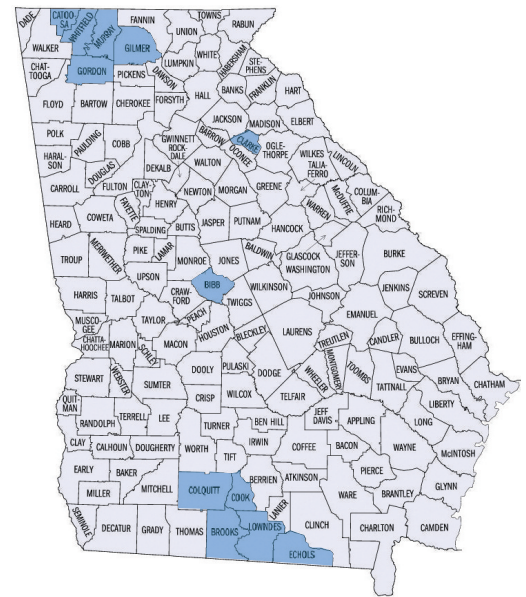 DADE
CATOO-
SA
WHITFIELD
MURRAY
FANNIN
TOWNS
RABUN
UNION
WALKER
GILMER
LUMPKIN
WHITE
HABERSHAM
STE-
PHENS
CHAT-
TOOGA
GORDON
PICKENS
DAWSON
BANKS
FRANKLIN
HART
FLOYD
BARTOW
CHEROKEE
FORSYTH
HALL
JACKSON
MADISON
ELBERT
POLK
PAULDING
COBB
GWINNETT
BARROW
CLARKE
OCONEE
OGLE-
THORPE
WILKES
LINCOLN
HARAL-
SON
DOUGLAS
DEKALB
ROCK-
DALE
WALTON
TALIA-
FERRO
CARROLL
FULTON
CLAY-
TON
HENRY
NEWTON
MORGAN
GREENE
WARREN
McDUFFIE
COLUM-
BIA
RICH-
MOND
COWETA
FAYETTE
HEARD
SPALDING
BUTTS
JASPER
PUTNAM
HANCOCK
TROUP
MERIWETHER
PIKE
LAMAR
MONROE
JONES
BALDWIN
GLASCOCK
WASHINGTON
JEFFER-
SON
BURKE
UPSON
HARRIS
TALBOT
CRAW-
FORD
BIBB
TWIGGS
WILKINSON
JOHNSON
JENKINS
SCREVEN
MUSCO-
GEE
TAYLOR
PEACH
HOUSTON
BLECKLEY
LAURENS
EMANUEL
CHATTA-
HOOCHEE
MARION
SCHLEY
MACON
TREUTLEN
CANDLER
BULLOCH
EFFING-
HAM
STEWART
WEBSTER
SUMTER
DOOLY
PULASKI
DODGE
WHEELER
MONTGOMERY
TOOMBS
EVANS
TATTNALL
BRYAN
CHATHAM
QUIT-
MAN
CRISP
WILCOX
TELFAIR
LIBERTY
RANDOLPH
TERRELL
LEE
TURNER
BEN HILL
JEFF
DAVIS
APPLING
LONG
CLAY
CALHOUN
DOUGHERTY
WORTH
TIFT
IRWIN
COFFEE
BACON
WAYNE
McINTOSH
EARLY
BAKER
MITCHELL
COLQUITT
COOK
BERRIEN
ATKINSON
PIERCE
MILLER
LANIER
WARE
BRANTLEY
GLYNN
SEMINOLE
DECATUR
GRADY
THOMAS
BROOKS
LOWNDES
ECHOLS
CLINCH
CHARLTON
CAMDEN